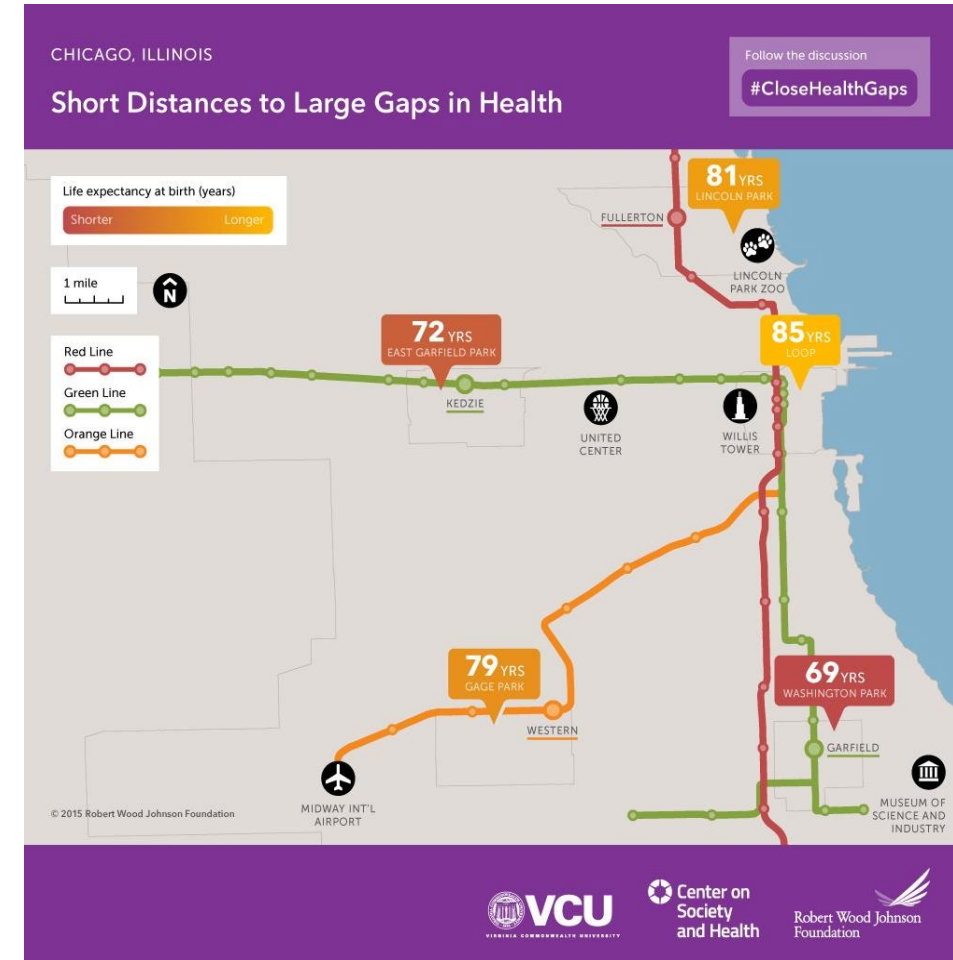 CHICAGO, ILLINOIS
Short Distances to Large Gaps in Health
Follow the discussion
#CloseHealthGaps
Life expectancy at birth (years)
Shorter Longer
1 mile
N
Red Line
Green Line
Orange Line
81 YRS
LINCOLN PARK
FULLERTON
LINCOLN
PARK ZOO
72 YRS
EAST GARFIELD PARK
KEDZIE
85 YRS
LOOP
UNITED
CENTER
WILLIS
TOWER
79 YRS
GAGE PARK
WESTERN
69 YRS
WASHINGTON PARK
GARFIELD
MIDWAY INT'L
AIRPORT
MUSEUM OF
SCIENCE AND
INDUSTRY
© 2015 Robert Wood Johnson Foundation
VCU
VIRGINIA COMMONWEALTH UNIVERSITY
Center on
Society
and Health
Robert Wood Johnson
Foundation